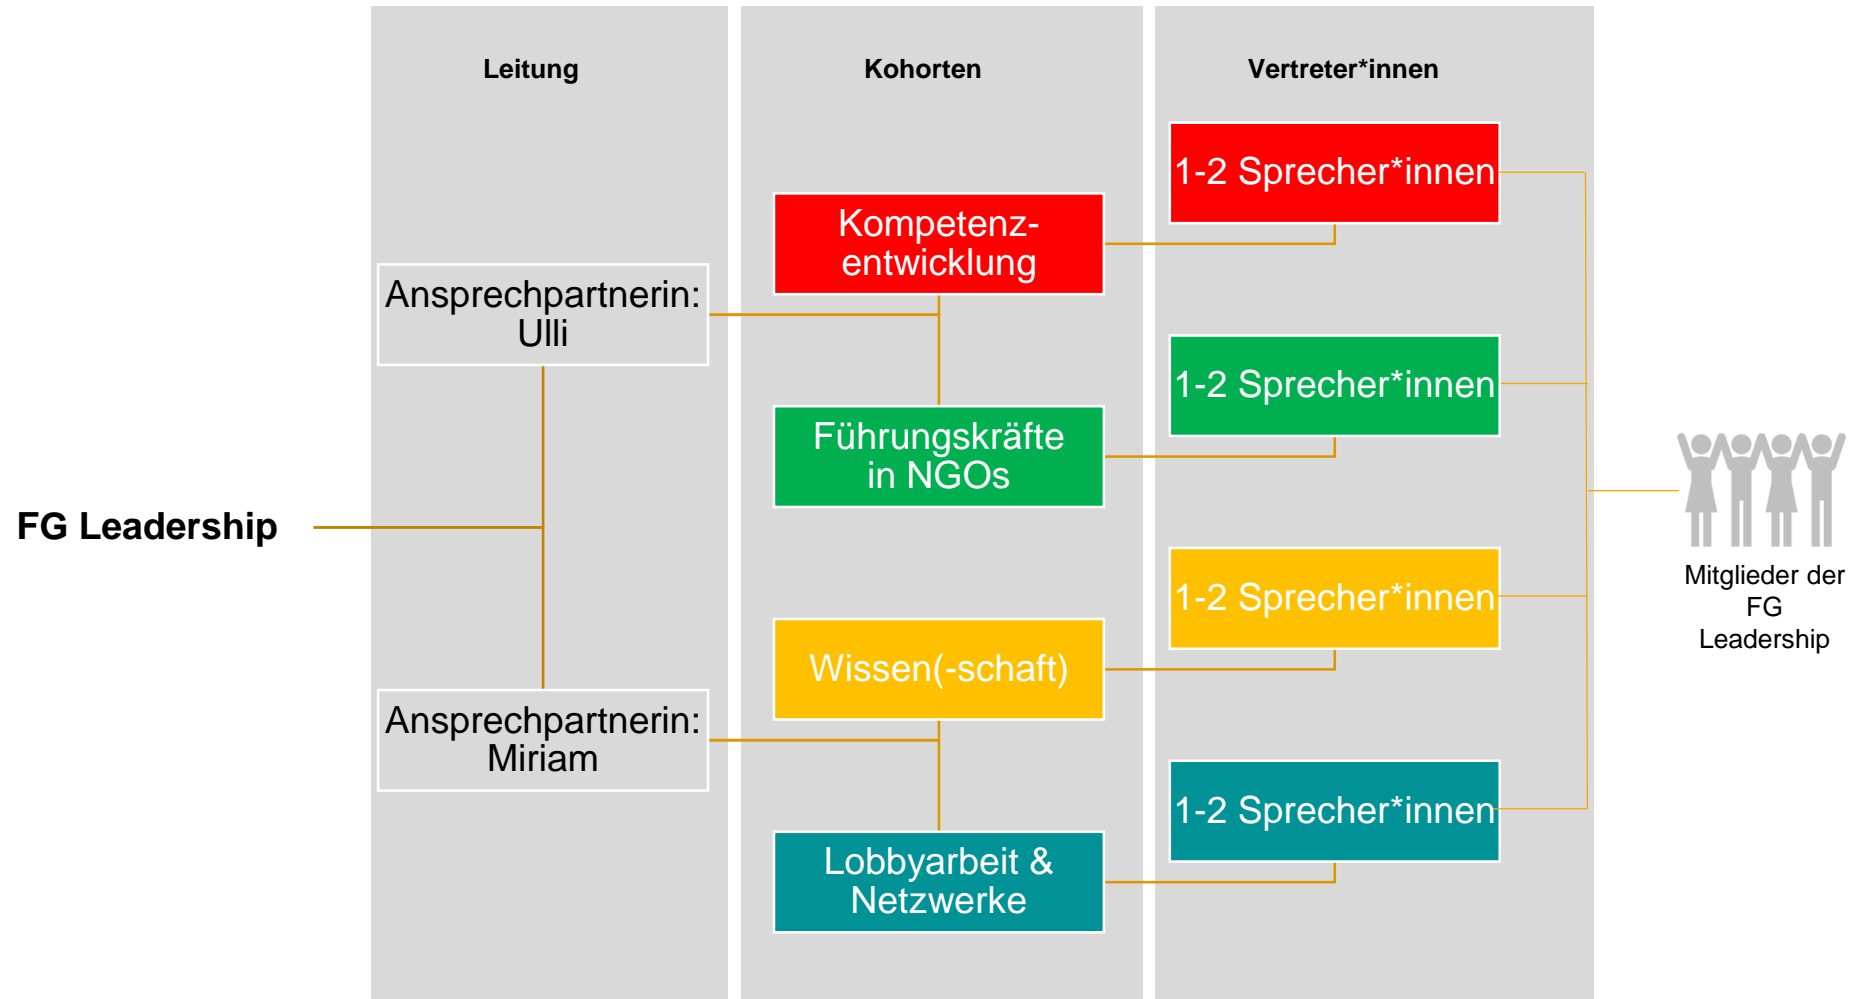 Leitung
Kohorten
Vertreter*innen
FG Leadership
Ansprechpartnerin:
Ulli
Ansprechpartnerin:
Miriam
Kompetenz-
entwicklung
Führungskräfte
in NGOs
Wissen(-schaft)
Lobbyarbeit &
Netzwerke
1-2 Sprecher*innen
1-2 Sprecher*innen
1-2 Sprecher*innen
1-2 Sprecher*innen
Mitglieder der
FG
Leadership